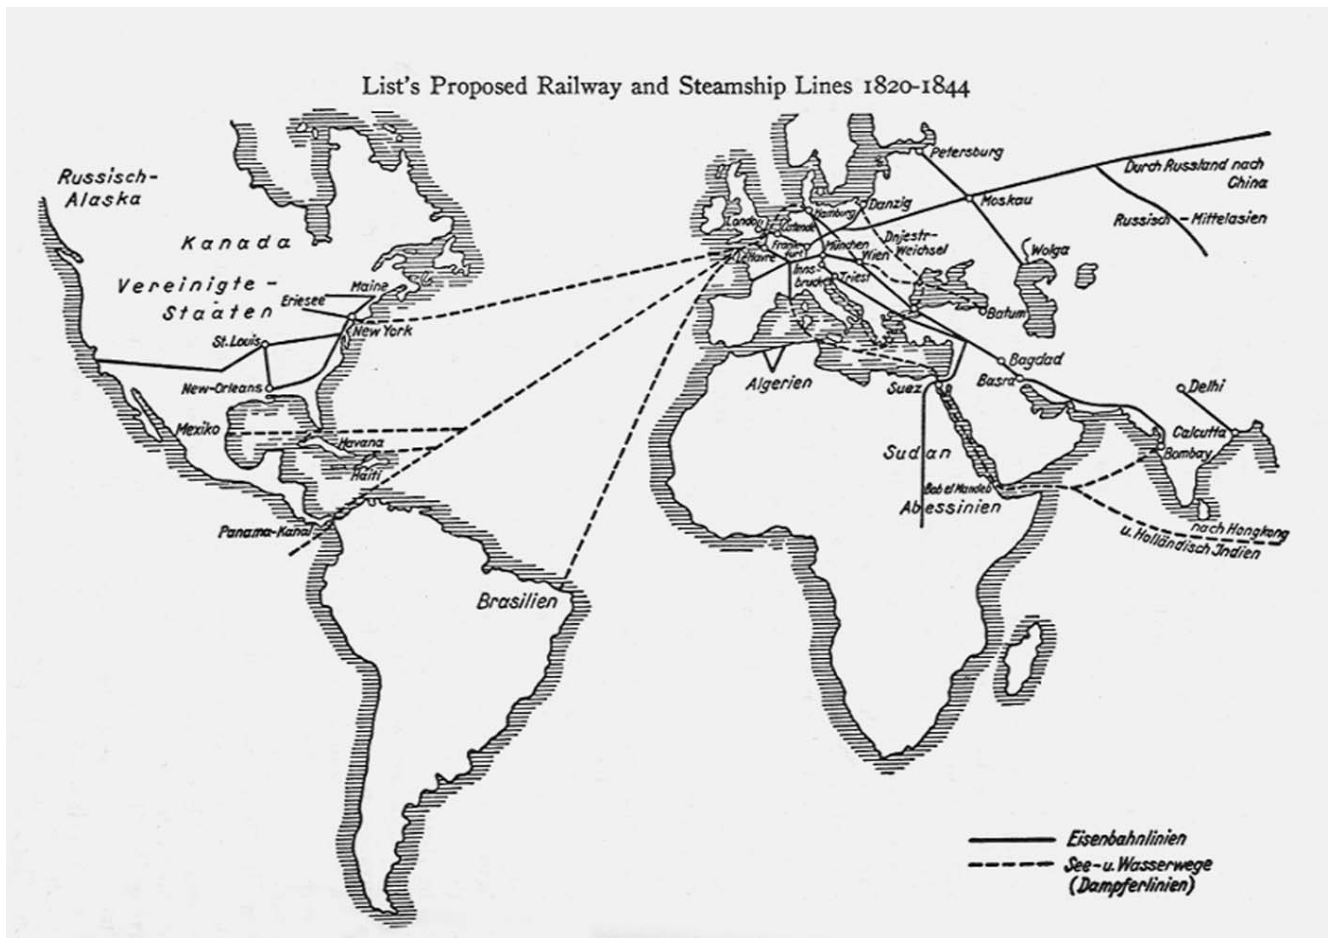 List's Proposed Railway and Steamship Lines 1820-1844
Russisch-
Alaska
Kanada
Vereinigte-
Staaten
Maine
Eriesee
New York
St. Louis
New-Orleans
Mexiko
Havana
Haiti
Panama-Kanal
Brasilien
Petersburg
Durch Russland nach
China
Moskau
Russisch-Mittelasien
Wolga
Danzig
Hamburg
London
Ostende
Frank-
furt
München
Dnjestr-
Weichsel
Le Havre
Wien
Inns-
bruck
Triest
Batum
Bagdad
Basra
Algerien
Suez
Delhi
Calcutta
Bombay
Sudan
Bab el Mandeb
Abessinien
nach Hongkong
u. Holländisch Indien
Eisenbahnlinien
See- u. Wasserwege
(Dampferlinien)